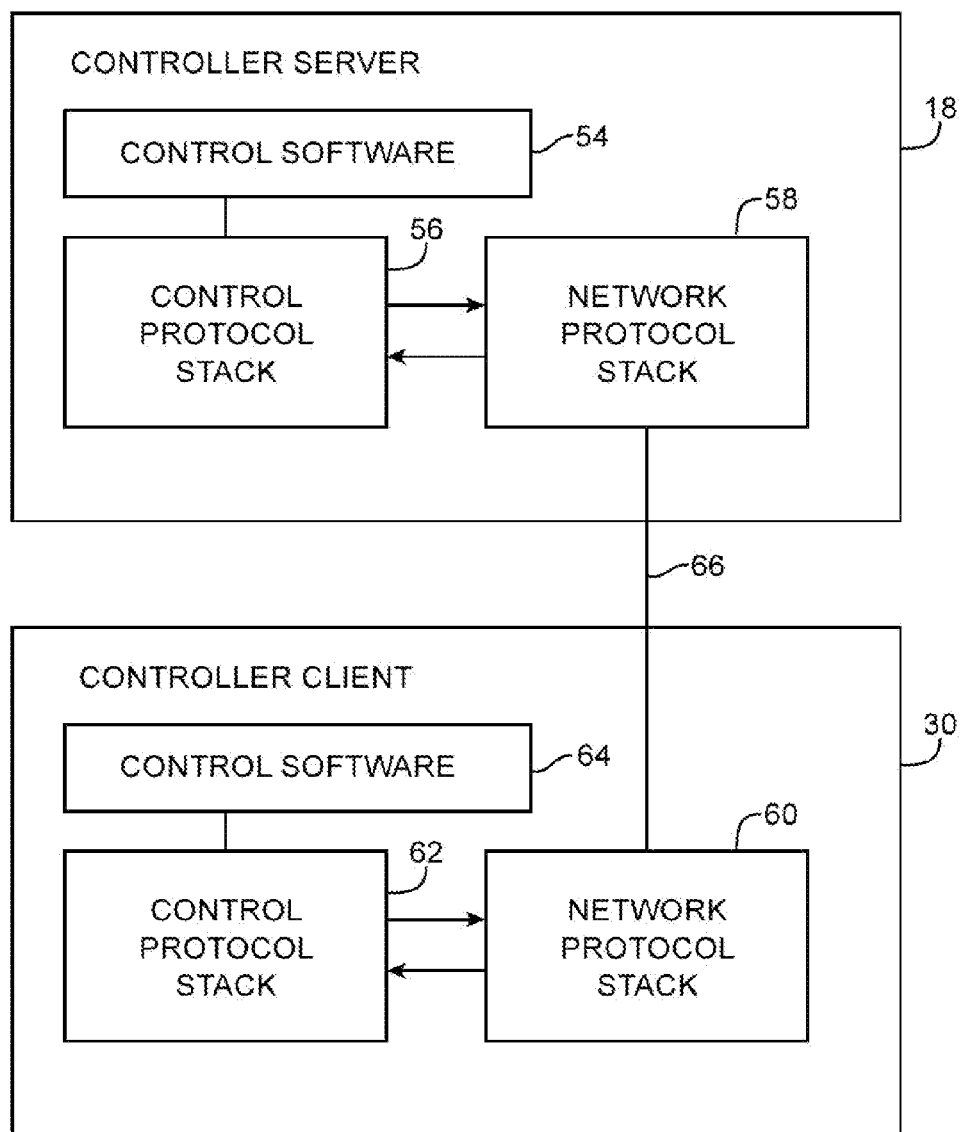 CONTROLLER SERVER
18
CONTROL SOFTWARE
54
56
58
CONTROL
PROTOCOL
STACK
NETWORK
PROTOCOL
STACK
66
CONTROLLER CLIENT
30
CONTROL SOFTWARE
64
62
60
CONTROL
PROTOCOL
STACK
NETWORK
PROTOCOL
STACK